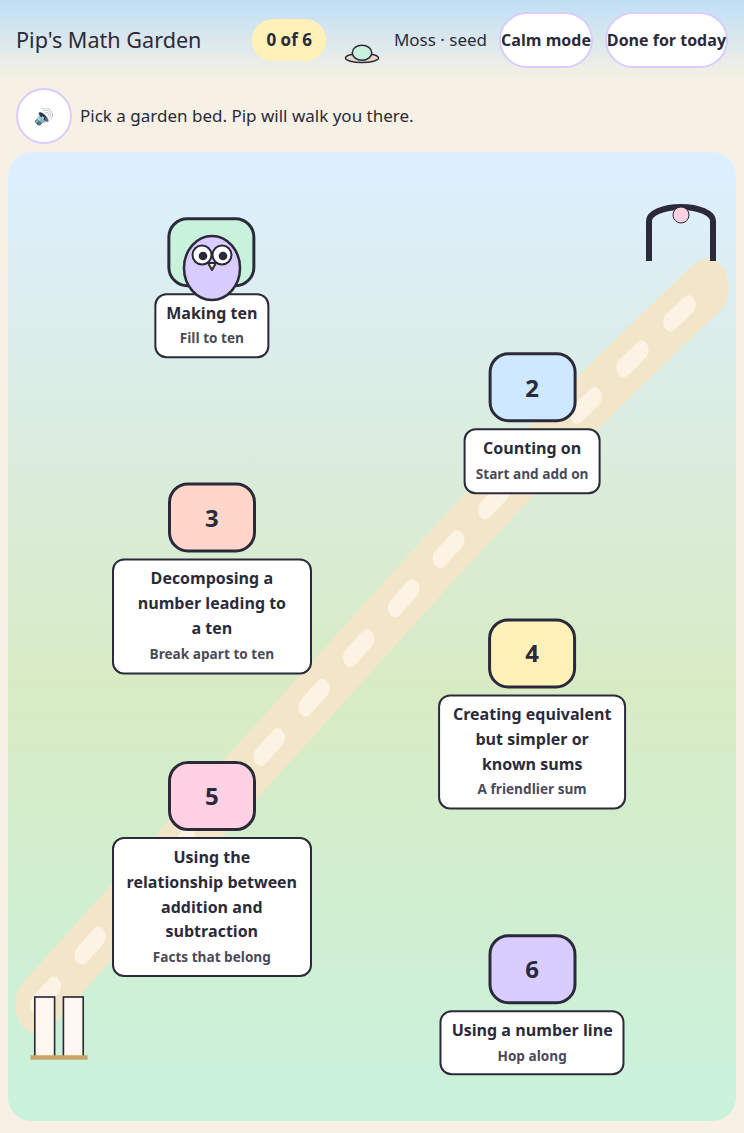 Pip's Math Garden
0 of 6
Moss · seed
Calm mode
Done for today
Pick a garden bed. Pip will walk you there.
Making ten
Fill to ten
2
Counting on
Start and add on
3
Decomposing a
number leading to
a ten
Break apart to ten
4
Creating equivalent
but simpler or
known sums
A friendlier sum
5
Using the
relationship between
addition and
subtraction
Facts that belong
6
Using a number line
Hop along